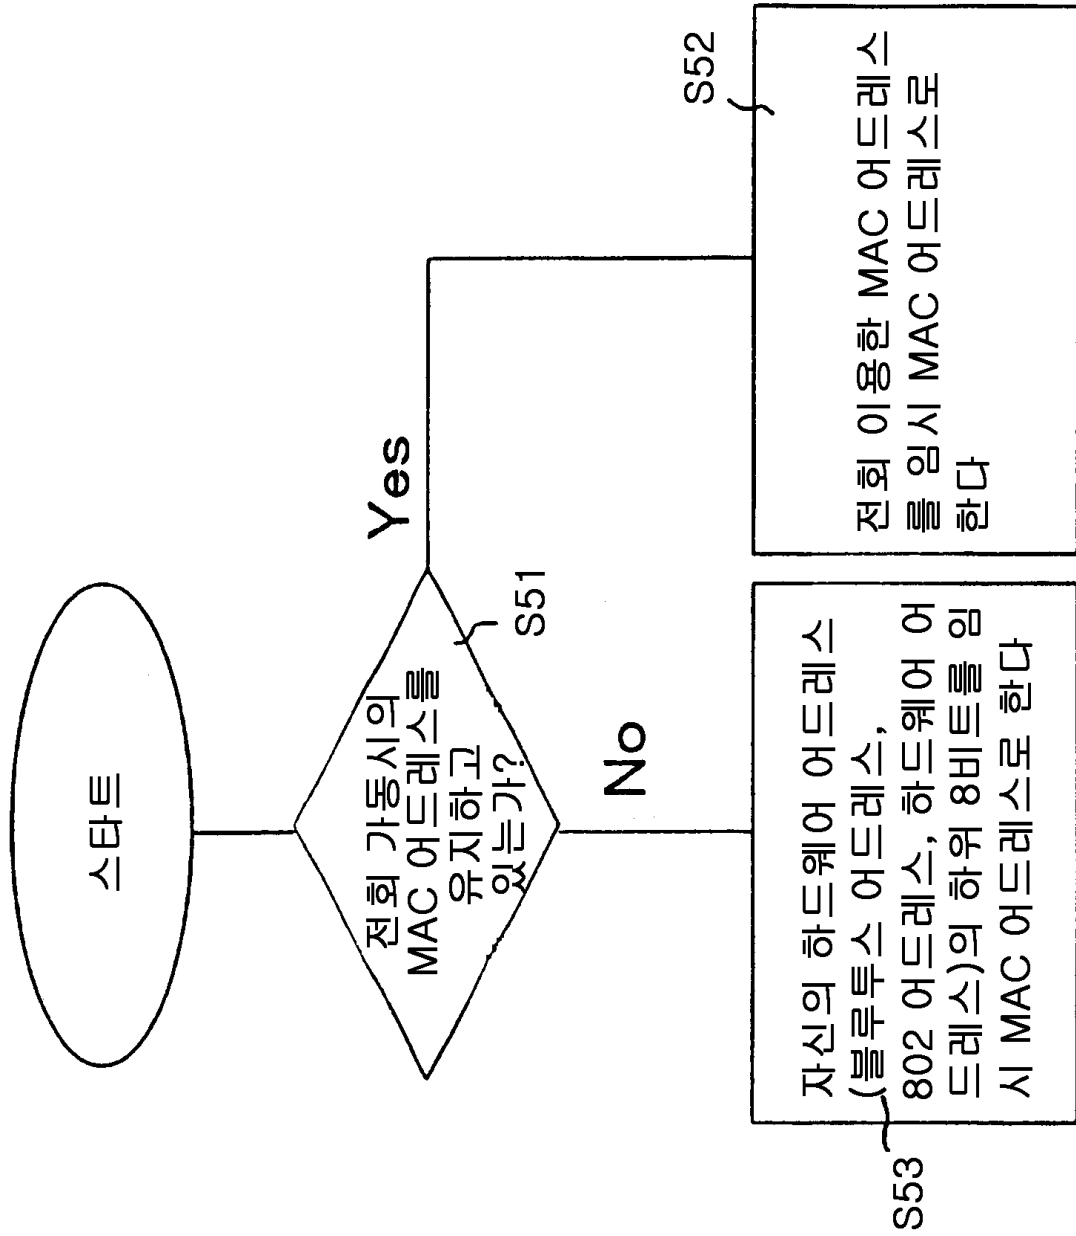 스타트
전회 가동시의
MAC 어드레스를
유지하고
있는가?
S51
Yes
No
S52
전회 이용한 MAC 어드레스
를 임시 MAC 어드레스로
한다
S53
자신의 하드웨어 어드레스
(블루투스 어드레스,
802 어드레스, 하드웨어 어
드레스)의 하위 8비트를 임
시 MAC 어드레스로 한다